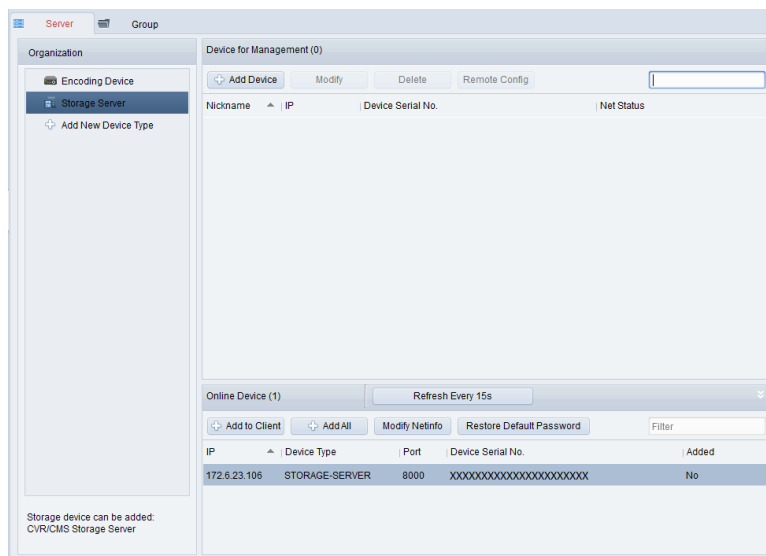 Server Group
Organization
Encoding Device
Storage Server
Add New Device Type
Storage device can be added:
CVR/CMS Storage Server
Device for Management (0)
Add Device Modify Delete Remote Config
Nickname IP Device Serial No. Net Status
Online Device (1) Refresh Every 15s
Add to Client Add All Modify Netinfo Restore Default Password Filter
IP Device Type Port Device Serial No. Added
172.6.23.106 STORAGE-SERVER 8000 XXXXXXXXXXXXXXXXXXXXXXX No